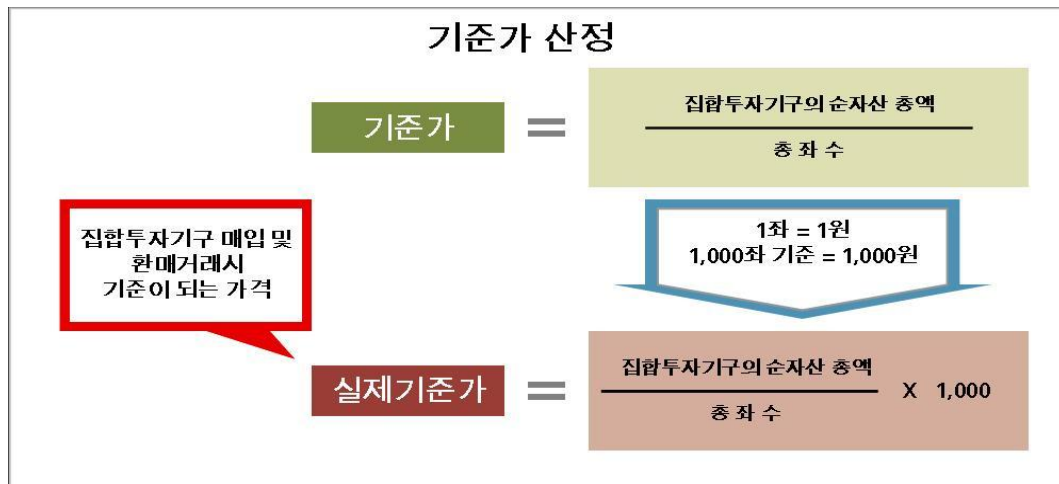 기준가 산정
기준가
=
집합투자기구의 순자산 총액
총 좌 수
집합투자기구 매입 및
환매거래시
기준이 되는 가격
1좌 = 1원
1,000좌 기준 = 1,000원
실제기준가
=
집합투자기구의 순자산 총액
총 좌 수
X 1,000